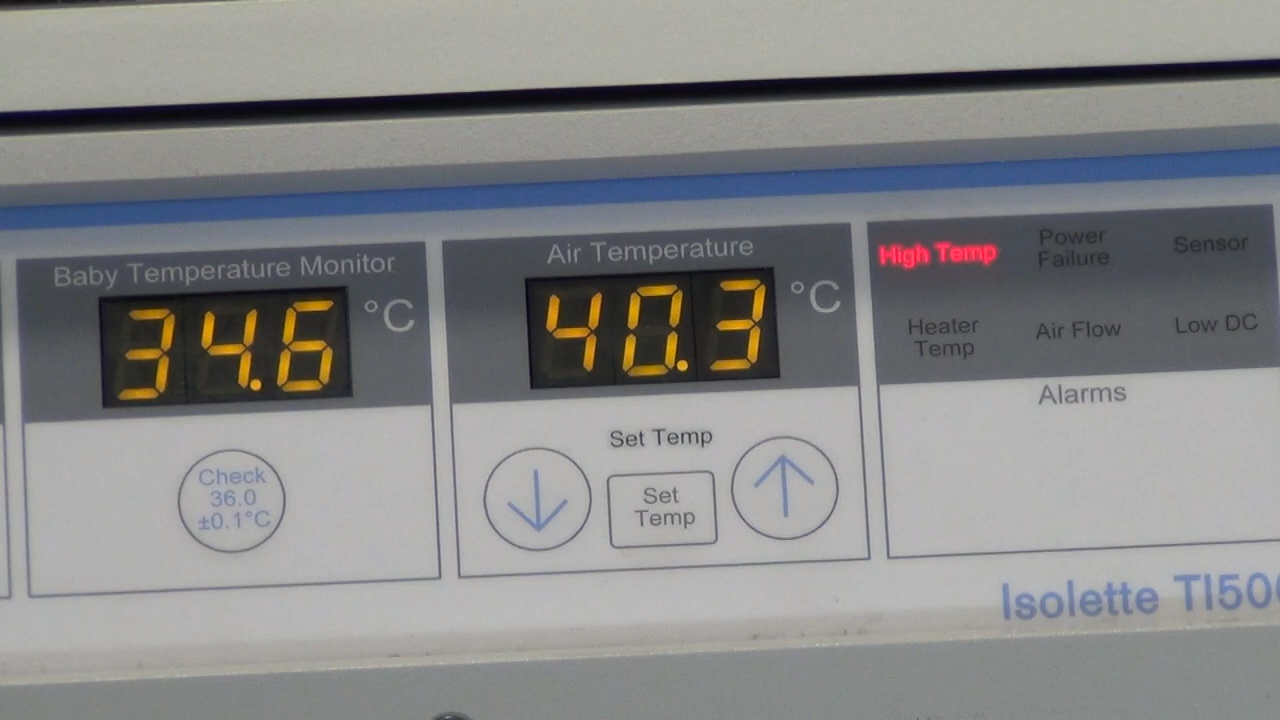 Baby Temperature Monitor
34.6 °C
Check
36.0
±0.1°C
Air Temperature
40.3 °C
Set Temp
Set
Temp
High Temp
Power
Failure
Sensor
Heater
Temp
Air Flow
Low DC
Alarms
Isolette TI500